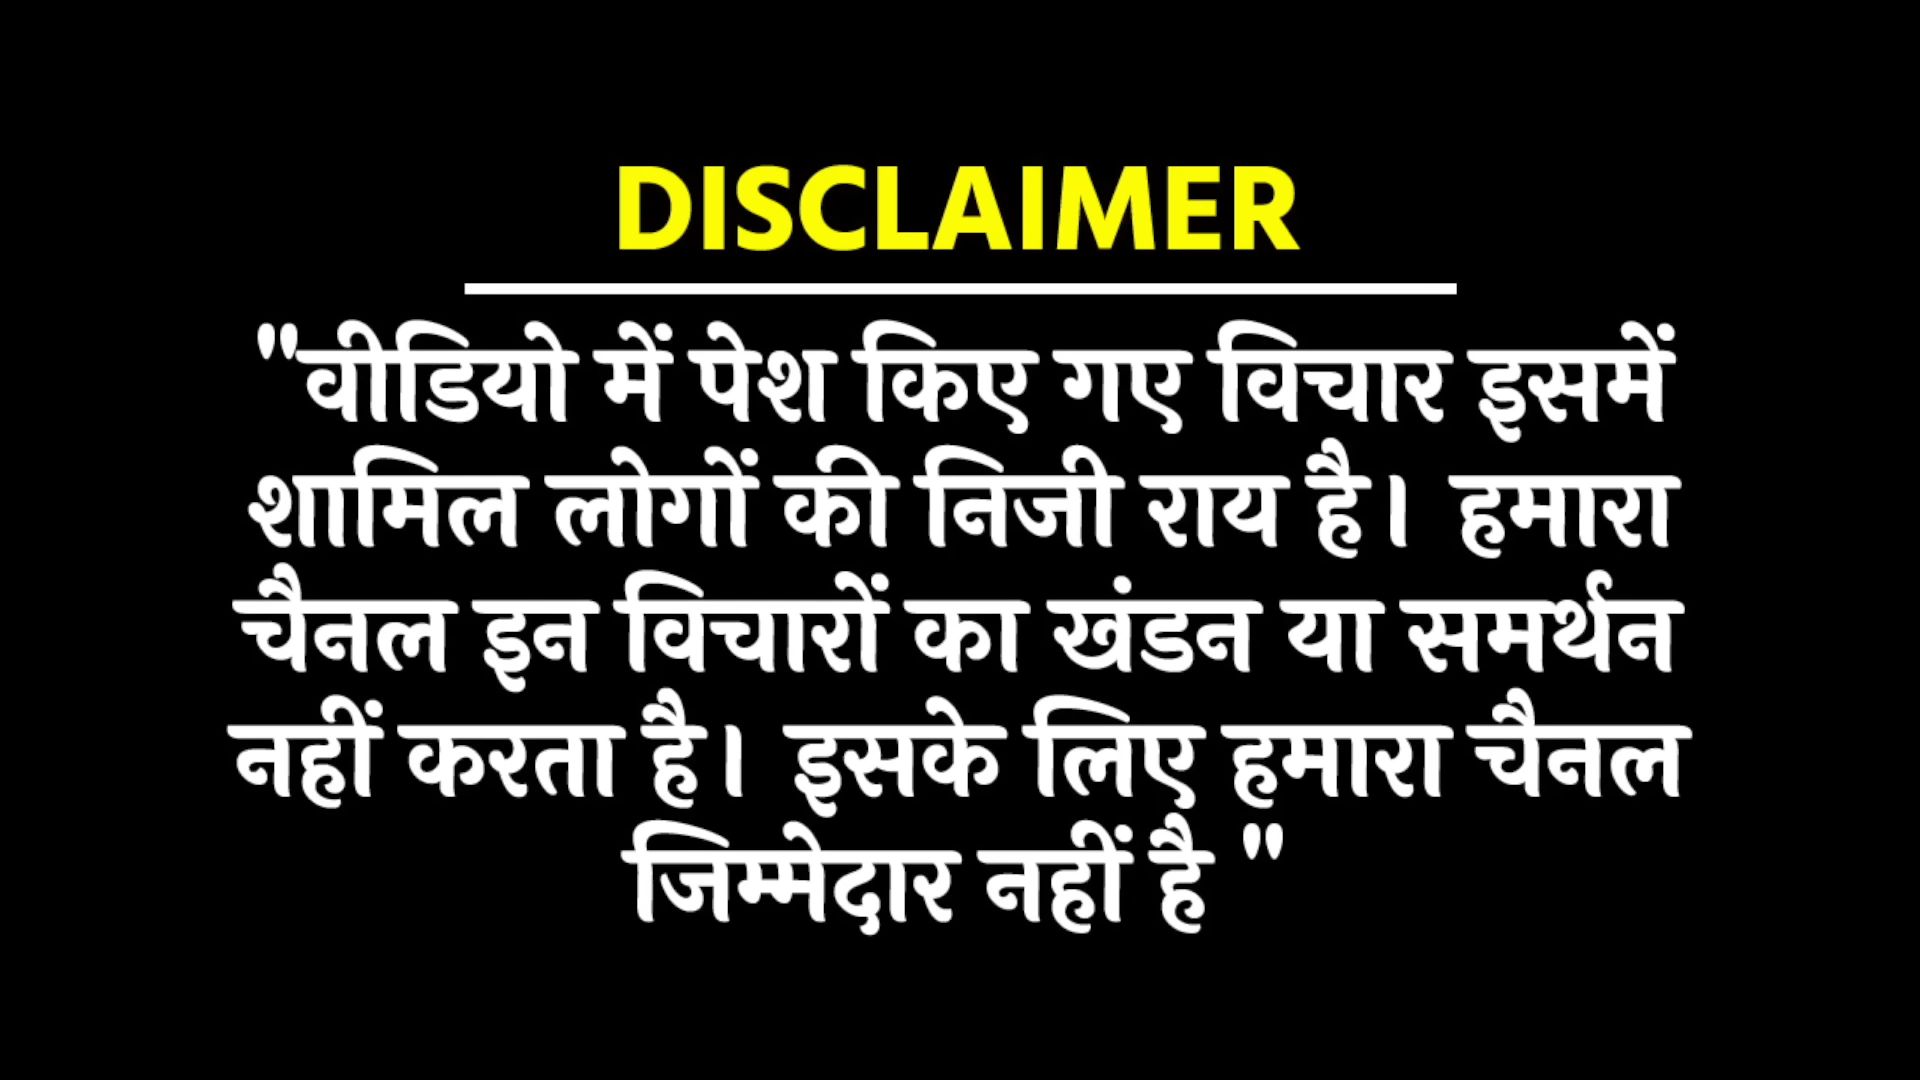 DISCLAIMER
"वीडियो में पेश किए गए विचार इसमें
शामिल लोगों की निजी राय है। हमारा
चैनल इन विचारों का खंडन या समर्थन
नहीं करता है। इसके लिए हमारा चैनल
जिम्मेदार नहीं है "